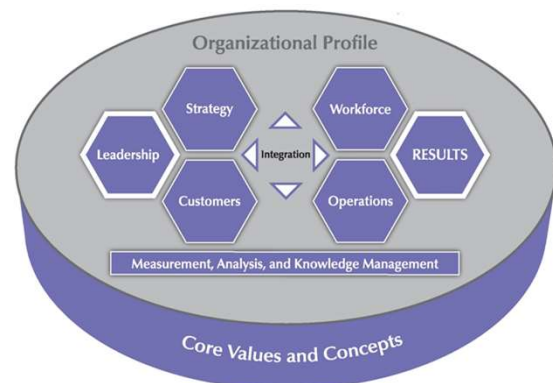 Organizational Profile
Strategy
Workforce
Leadership
Integration
RESULTS
Customers
Operations
Measurement, Analysis, and Knowledge Management
Core Values and Concepts